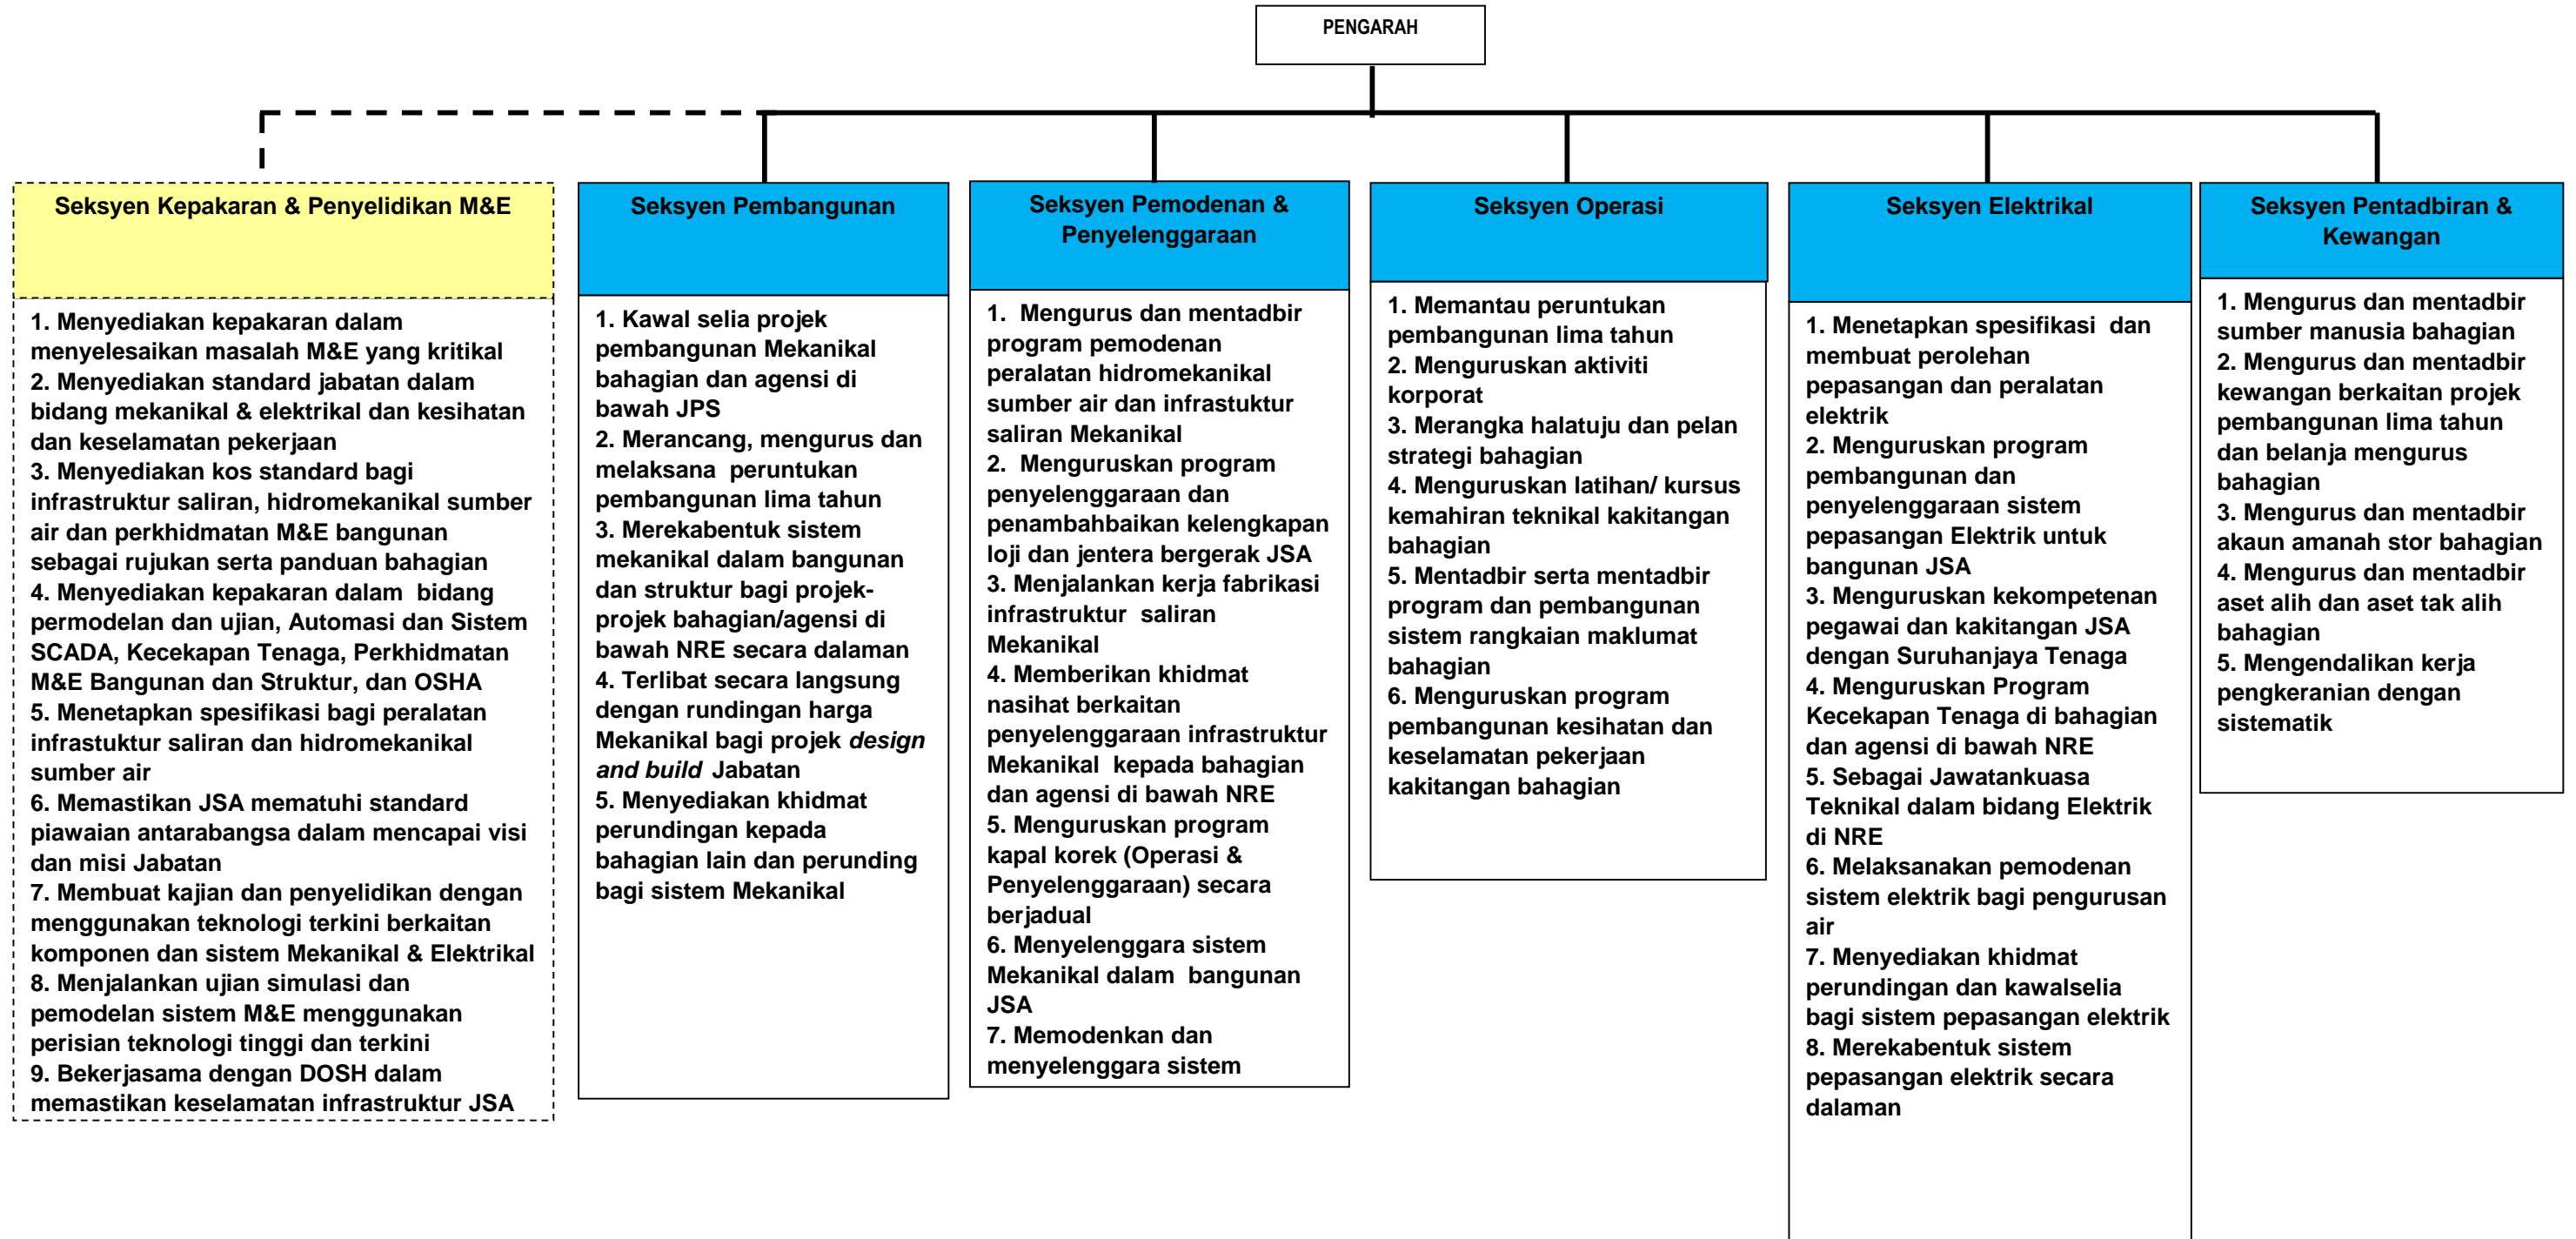 PENGARAH
Seksyen Kepakaran & Penyelidikan M&E
1. Menyediakan kepakaran dalam
menyelesaikan masalah M&E yang kritikal
2. Menyediakan standard jabatan dalam
bidang mekanikal & elektrikal dan kesihatan
dan keselamatan pekerjaan
3. Menyediakan kos standard bagi
infrastruktur saliran, hidromekanikal sumber
air dan perkhidmatan M&E bangunan
sebagai rujukan serta panduan bahagian
4. Menyediakan kepakaran dalam bidang
permodelan dan ujian, Automasi dan Sistem
SCADA, Kecekapan Tenaga, Perkhidmatan
M&E Bangunan dan Struktur, dan OSHA
5. Menetapkan spesifikasi bagi peralatan
infrastuktur saliran dan hidromekanikal
sumber air
6. Memastikan JSA mematuhi standard
piawaian antarabangsa dalam mencapai visi
dan misi Jabatan
7. Membuat kajian dan penyelidikan dengan
menggunakan teknologi terkini berkaitan
komponen dan sistem Mekanikal & Elektrikal
8. Menjalankan ujian simulasi dan
pemodelan sistem M&E menggunakan
perisian teknologi tinggi dan terkini
9. Bekerjasama dengan DOSH dalam
memastikan keselamatan infrastruktur JSA
Seksyen Pembangunan
1. Kawal selia projek
pembangunan Mekanikal
bahagian dan agensi di
bawah JPS
2. Merancang, mengurus dan
melaksana peruntukan
pembangunan lima tahun
3. Merekabentuk sistem
mekanikal dalam bangunan
dan struktur bagi projek-
projek bahagian/agensi di
bawah NRE secara dalaman
4. Terlibat secara langsung
dengan rundingan harga
Mekanikal bagi projek design
and build Jabatan
5. Menyediakan khidmat
perundingan kepada
bahagian lain dan perunding
bagi sistem Mekanikal
Seksyen Pemodenan &
Penyelenggaraan
1. Mengurus dan mentadbir
program pemodenan
peralatan hidromekanikal
sumber air dan infrastuktur
saliran Mekanikal
2. Menguruskan program
penyelenggaraan dan
penambahbaikan kelengkapan
loji dan jentera bergerak JSA
3. Menjalankan kerja fabrikasi
infrastruktur saliran
Mekanikal
4. Memberikan khidmat
nasihat berkaitan
penyelenggaraan infrastruktur
Mekanikal kepada bahagian
dan agensi di bawah NRE
5. Menguruskan program
kapal korek (Operasi &
Penyelenggaraan) secara
berjadual
6. Menyelenggara sistem
Mekanikal dalam bangunan
JSA
7. Memodenkan dan
menyelenggara sistem
Seksyen Operasi
1. Memantau peruntukan
pembangunan lima tahun
2. Menguruskan aktiviti
korporat
3. Merangka halatuju dan pelan
strategi bahagian
4. Menguruskan latihan/ kursus
kemahiran teknikal kakitangan
bahagian
5. Mentadbir serta mentadbir
program dan pembangunan
sistem rangkaian maklumat
bahagian
6. Menguruskan program
pembangunan kesihatan dan
keselamatan pekerjaan
kakitangan bahagian
Seksyen Elektrikal
1. Menetapkan spesifikasi dan
membuat perolehan
pepasangan dan peralatan
elektrik
2. Menguruskan program
pembangunan dan
penyelenggaraan sistem
pepasangan Elektrik untuk
bangunan JSA
3. Menguruskan kekompetenan
pegawai dan kakitangan JSA
dengan Suruhanjaya Tenaga
4. Menguruskan Program
Kecekapan Tenaga di bahagian
dan agensi di bawah NRE
5. Sebagai Jawatankuasa
Teknikal dalam bidang Elektrik
di NRE
6. Melaksanakan pemodenan
sistem elektrik bagi pengurusan
air
7. Menyediakan khidmat
perundingan dan kawalselia
bagi sistem pepasangan elektrik
8. Merekabentuk sistem
pepasangan elektrik secara
dalaman
Seksyen Pentadbiran &
Kewangan
1. Mengurus dan mentadbir
sumber manusia bahagian
2. Mengurus dan mentadbir
kewangan berkaitan projek
pembangunan lima tahun
dan belanja mengurus
bahagian
3. Mengurus dan mentadbir
akaun amanah stor bahagian
4. Mengurus dan mentadbir
aset alih dan aset tak alih
bahagian
5. Mengendalikan kerja
pengkeranian dengan
sistematik